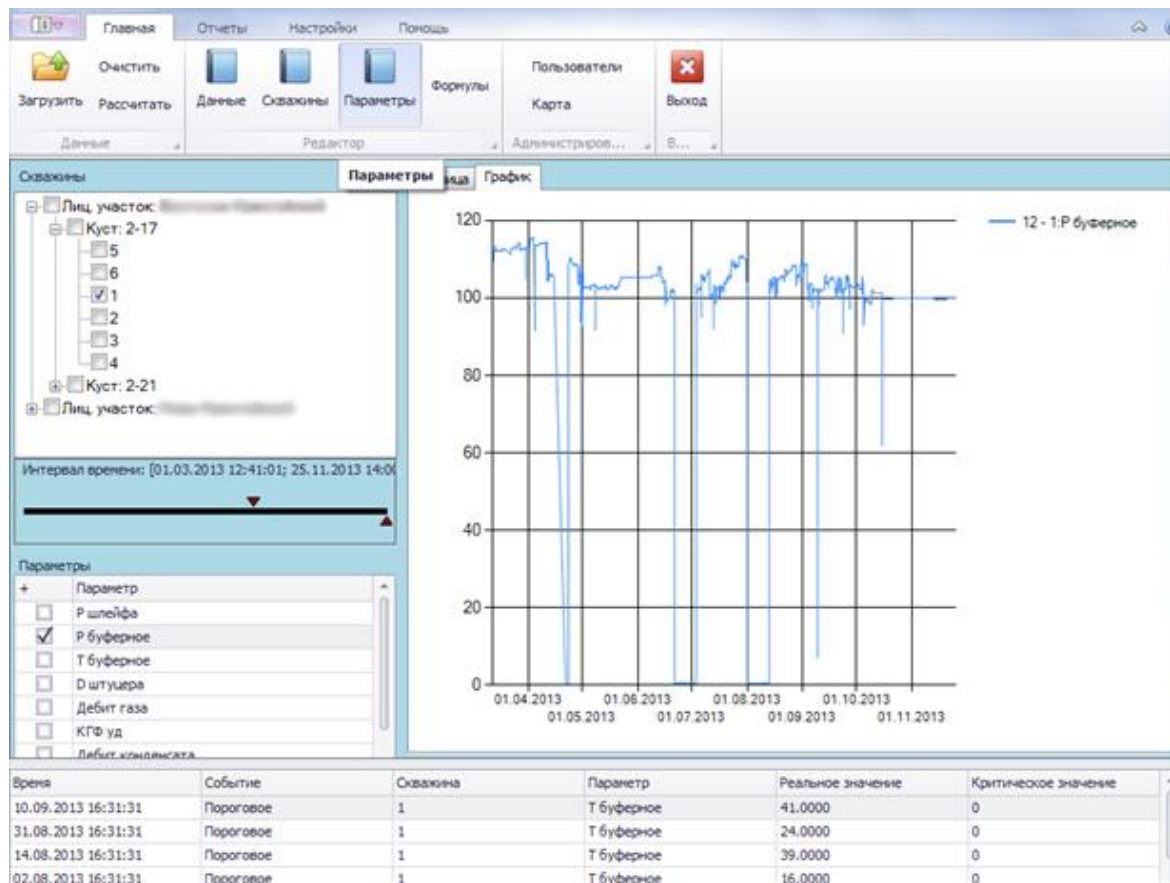 Главная Отчеты Настройки Помощь
Загрузить Очистить Рассчитать Данные Скважины Параметры Формулы Пользователи Карта Выход
Данные Редактор Администриров... В...
Параметры
Скважины
Лиц. участок:
Куст: 2-17
5
6
1
2
3
4
Куст: 2-21
Лиц. участок:
Интервал времени: [01.03.2013 12:41:01; 25.11.2013 14:00
Параметры
+ Параметр
P шлейфа
P буферное
T буферное
D штуцера
Дебит газа
КГФ уд
Дебит конденсата
График
12 - 1:P буферное
120
100
80
60
40
20
0
01.04.2013 01.06.2013 01.08.2013 01.10.2013
01.05.2013 01.07.2013 01.09.2013 01.11.2013
Время Событие Скважина Параметр Реальное значение Критическое значение
10.09.2013 16:31:31 Пороговое 1 T буферное 41.0000 0
31.08.2013 16:31:31 Пороговое 1 T буферное 24.0000 0
14.08.2013 16:31:31 Пороговое 1 T буферное 39.0000 0
02.08.2013 16:31:31 Пороговое 1 T буферное 16.0000 0